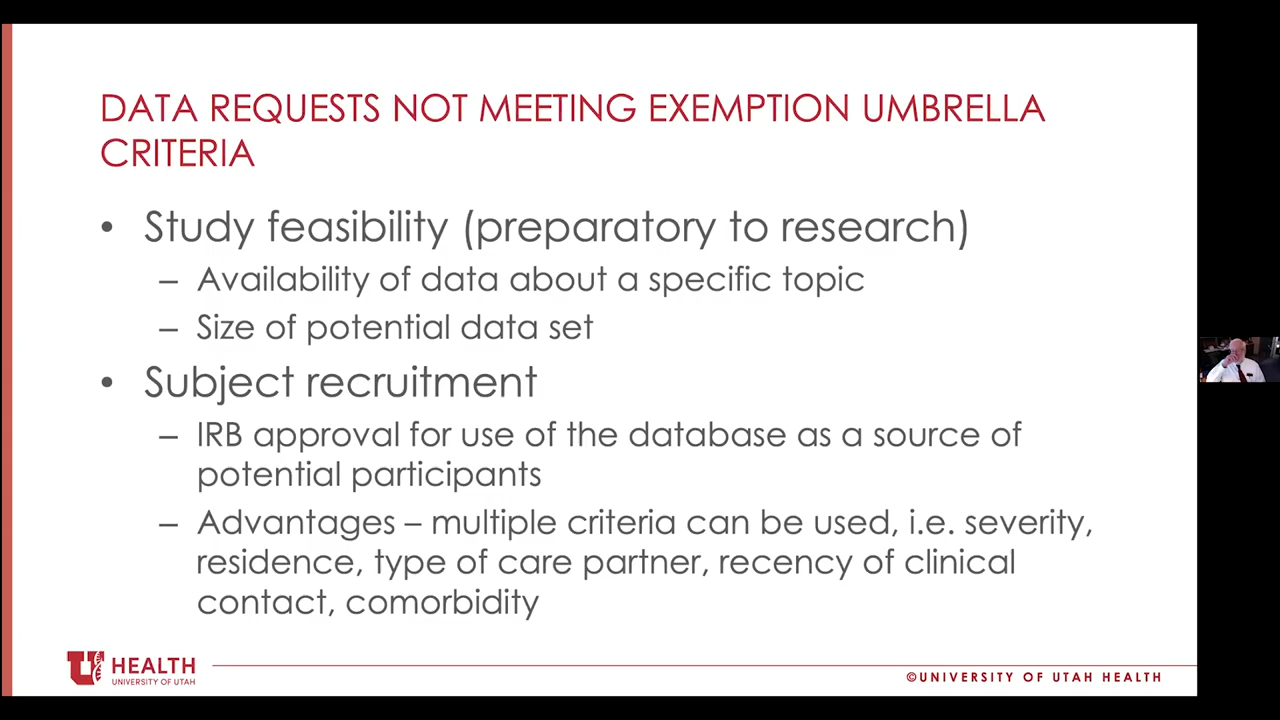 DATA REQUESTS NOT MEETING EXEMPTION UMBRELLA
CRITERIA
• Study feasibility (preparatory to research)
– Availability of data about a specific topic
– Size of potential data set
• Subject recruitment
– IRB approval for use of the database as a source of
potential participants
– Advantages – multiple criteria can be used, i.e. severity,
residence, type of care partner, recency of clinical
contact, comorbidity
U HEALTH
UNIVERSITY OF UTAH
©UNIVERSITY OF UTAH HEALTH